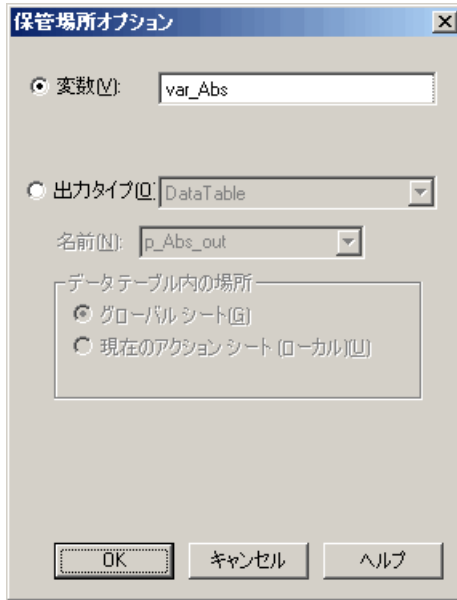 保管場所オプション
変数(V): var_Abs
出力タイプ(O) DataTable
名前(N): p_Abs_out
データ テーブル内の場所
グローバル シート(G)
現在のアクション シート (ローカル)(U)
OK キャンセル ヘルプ